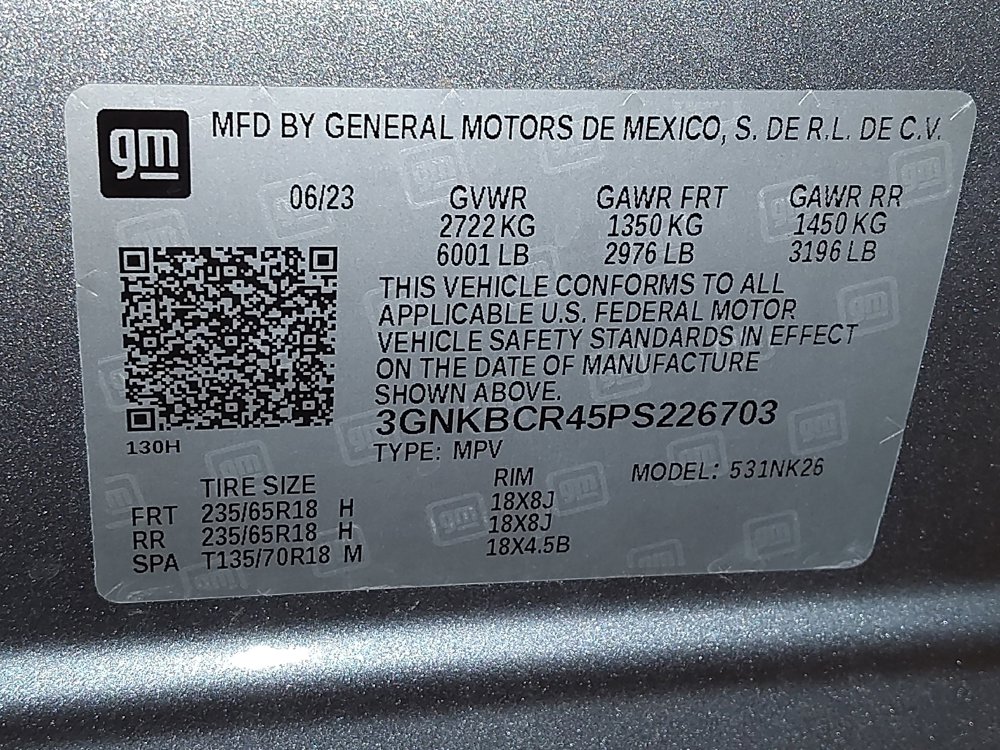 gm MFD BY GENERAL MOTORS DE MEXICO, S. DE R.L. DE C.V.
06/23 GVWR GAWR FRT GAWR RR
2722 KG 1350 KG 1450 KG
6001 LB 2976 LB 3196 LB
THIS VEHICLE CONFORMS TO ALL
APPLICABLE U.S. FEDERAL MOTOR
VEHICLE SAFETY STANDARDS IN EFFECT
ON THE DATE OF MANUFACTURE
SHOWN ABOVE.
3GNKBCR45PS226703
130H
TYPE: MPV
TIRE SIZE RIM MODEL: 531NK26
FRT 235/65R18 H 18X8J
RR 235/65R18 H 18X8J
SPA T135/70R18 M 18X4.5B